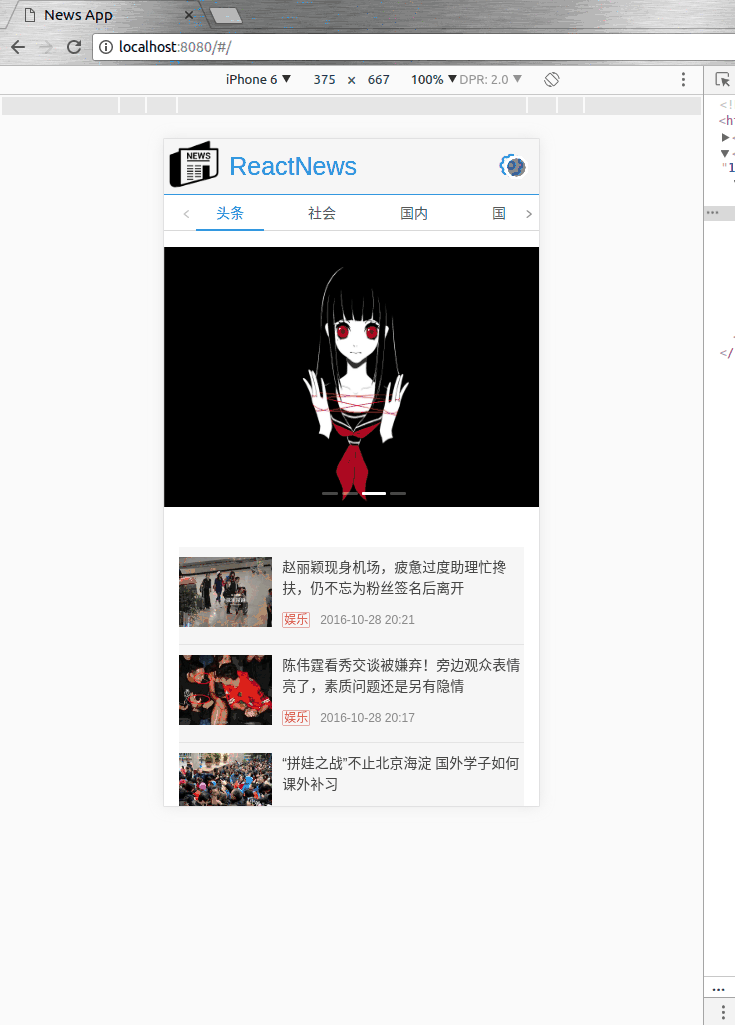 News App
localhost:8080/#/
iPhone 6 ▼ 375 × 667 100% ▼ DPR: 2.0 ▼
NEWS
ReactNews
头条 社会 国内 国
赵丽颖现身机场，疲惫过度助理忙搀
扶，仍不忘为粉丝签名后离开
娱乐 2016-10-28 20:21
陈伟霆看秀交谈被嫌弃！旁边观众表情
亮了，素质问题还是另有隐情
娱乐 2016-10-28 20:17
“拼娃之战”不止北京海淀 国外学子如何
课外补习